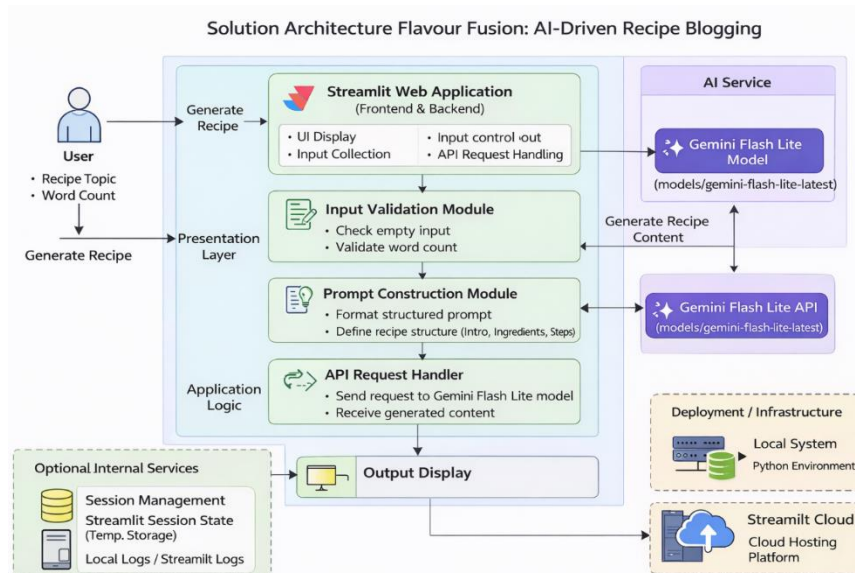 Solution Architecture Flavour Fusion: AI-Driven Recipe Blogging
User
• Recipe Topic
• Word Count
Generate Recipe
Generate
Recipe
Presentation
Layer
Application
Logic
Streamlit Web Application
(Frontend & Backend)
• UI Display
• Input Collection
• Input control out
• API Request Handling
Input Validation Module
• Check empty input
• Validate word count
Prompt Construction Module
• Format structured prompt
• Define recipe structure (Intro, Ingredients, Steps)
API Request Handler
• Send request to Gemini Flash Lite model
• Receive generated content
Output Display
AI Service
Gemini Flash Lite
Model
(models/gemini-flash-lite-latest)
Generate Recipe
Content
Gemini Flash Lite API
(models/gemini-flash-lite-latest)
Deployment / Infrastructure
Local System
Python Environment
Streamilt Cloud
Cloud Hosting
Platform
Optional Internal Services
Session Management
Streamlit Session State
(Temp. Storage)
Local Logs / Streamilt Logs